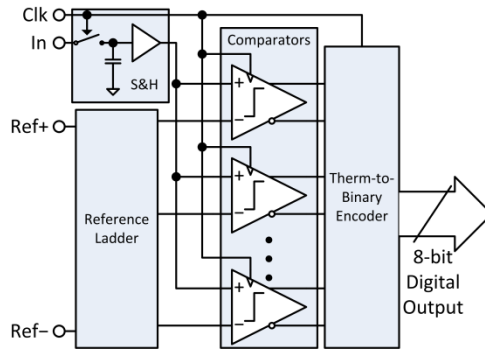 Clk
In
S&H
Comparators
+
−
Ref+
Reference
Ladder
+
−
Therm-to-
Binary
Encoder
8-bit
Digital
Output
+
−
Ref−